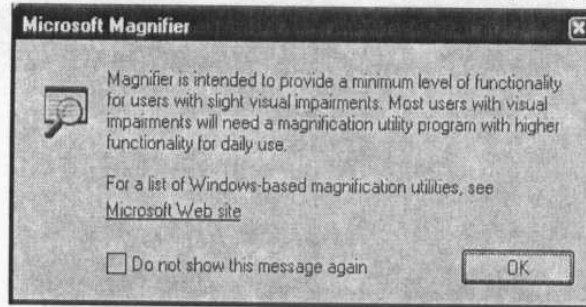 Microsoft Magnifier
Magnifier is intended to provide a minimum level of functionality
for users with slight visual impairments. Most users with visual
impairments will need a magnification utility program with higher
functionality for daily use.
For a list of Windows-based magnification utilities, see
Microsoft Web site
Do not show this message again
OK